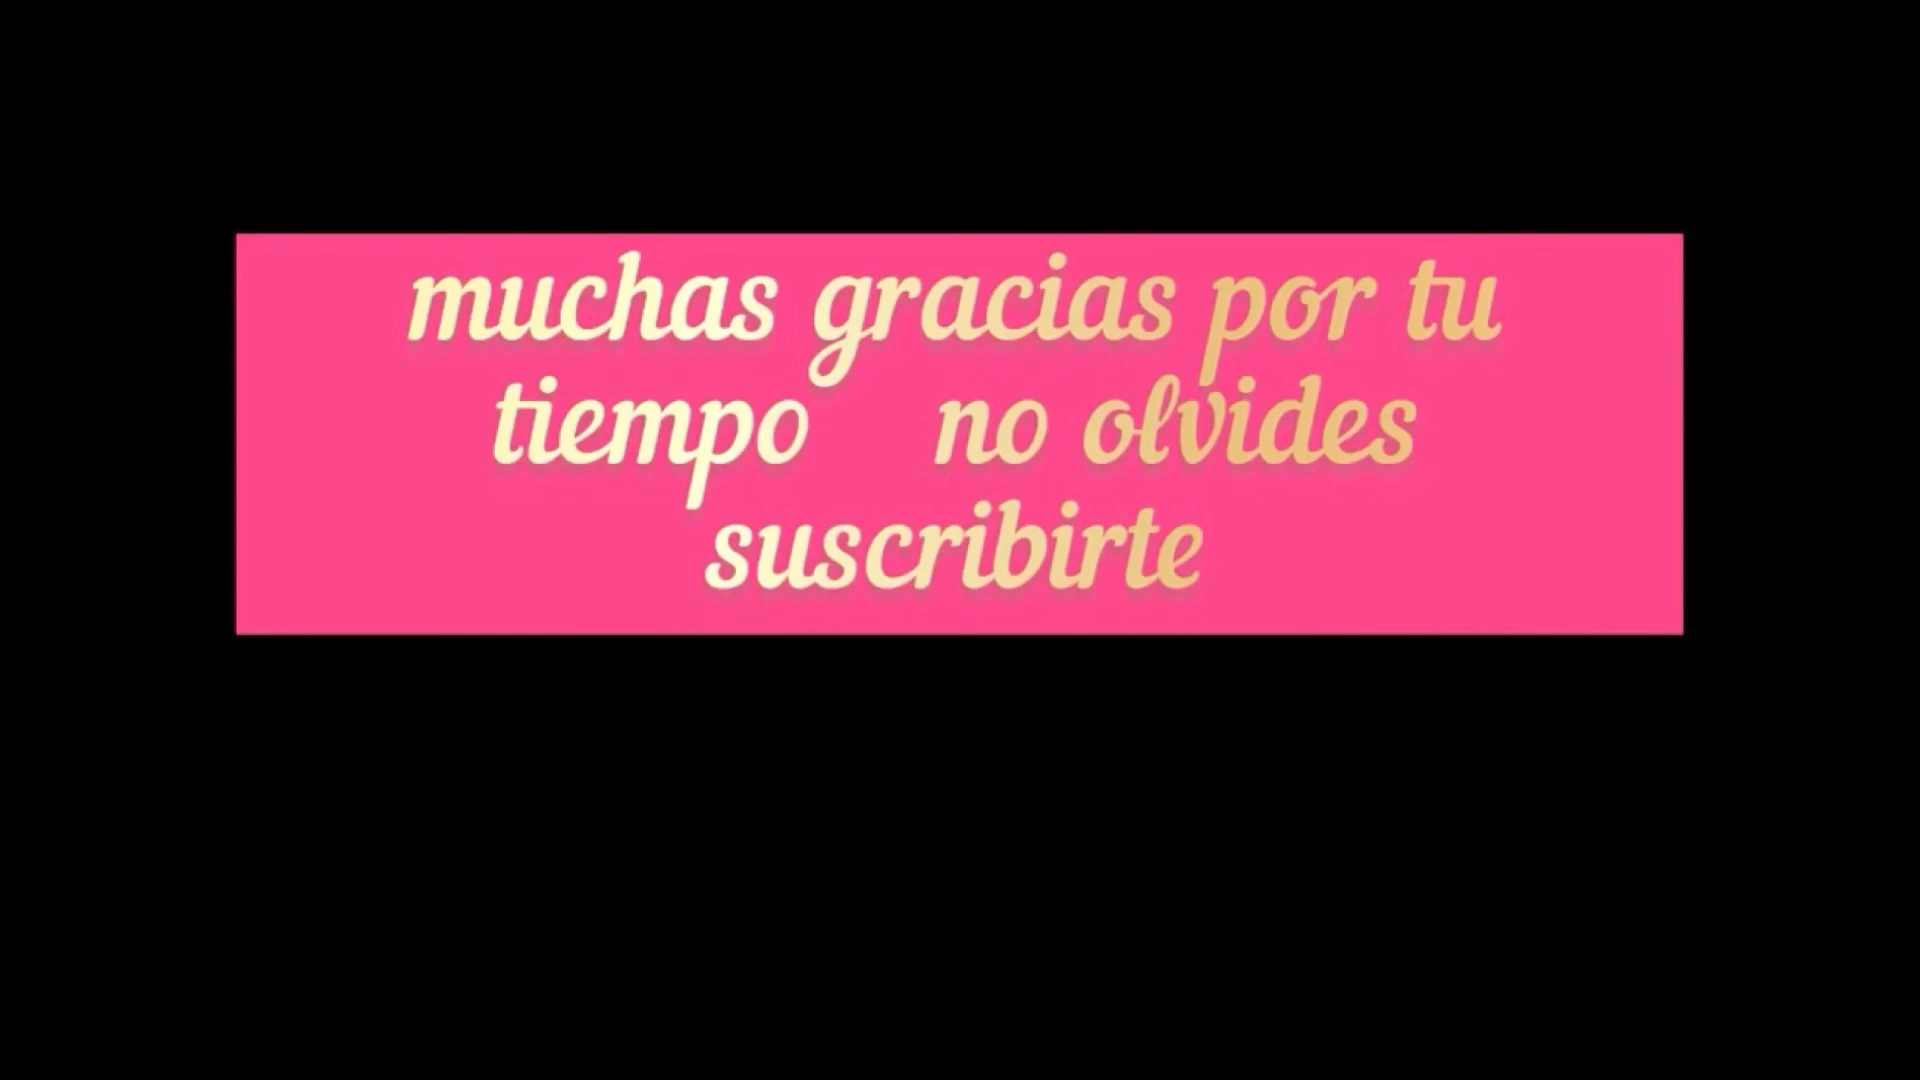 muchas gracias por tu
tiempo no olvides
suscribirte